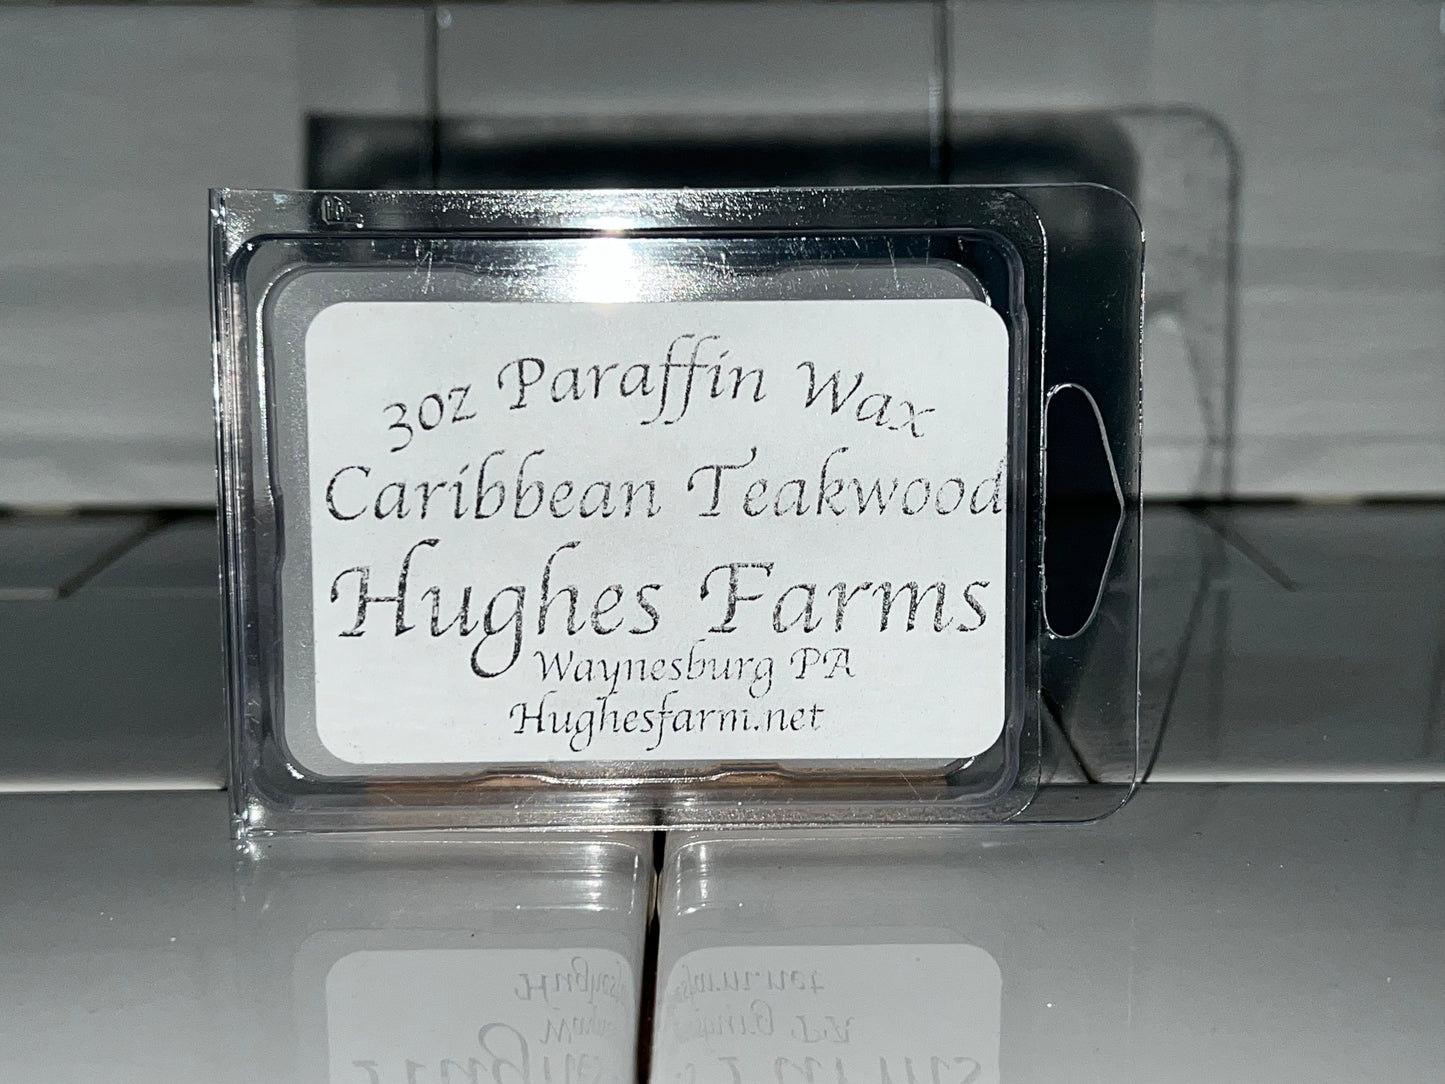 3oz Paraffin Wax
Caribbean Teakwood
Hughes Farms
Waynesburg PA
Hughesfarm.net